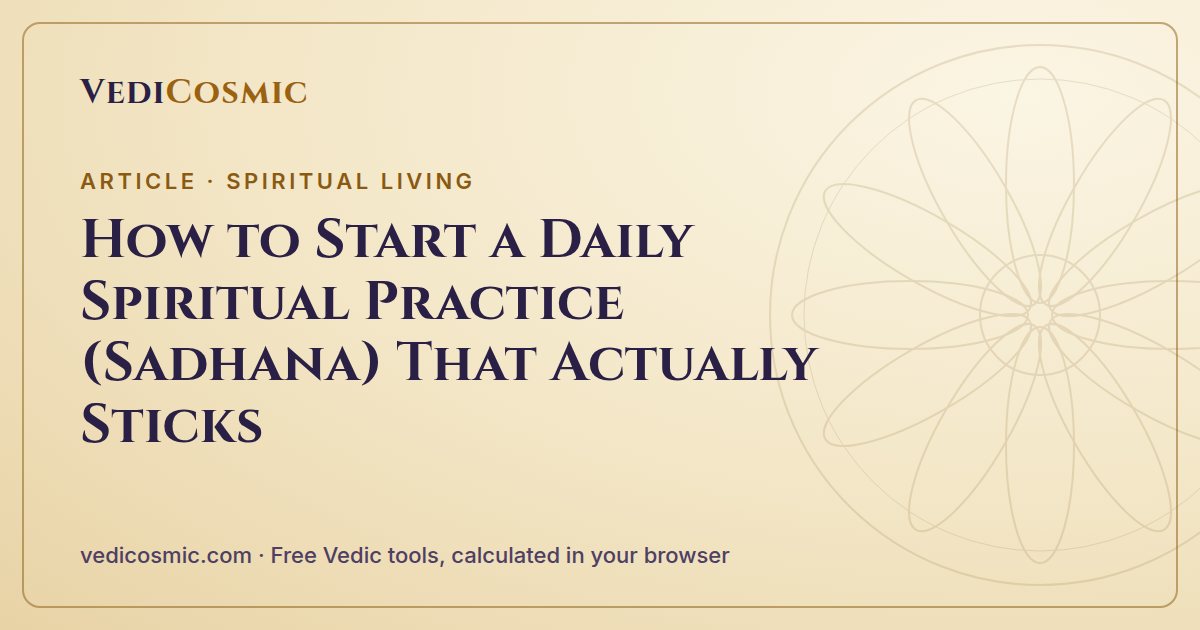 VediCosmic
ARTICLE · SPIRITUAL LIVING
How to Start a Daily
Spiritual Practice
(Sadhana) That Actually
Sticks
vedicosmic.com · Free Vedic tools, calculated in your browser